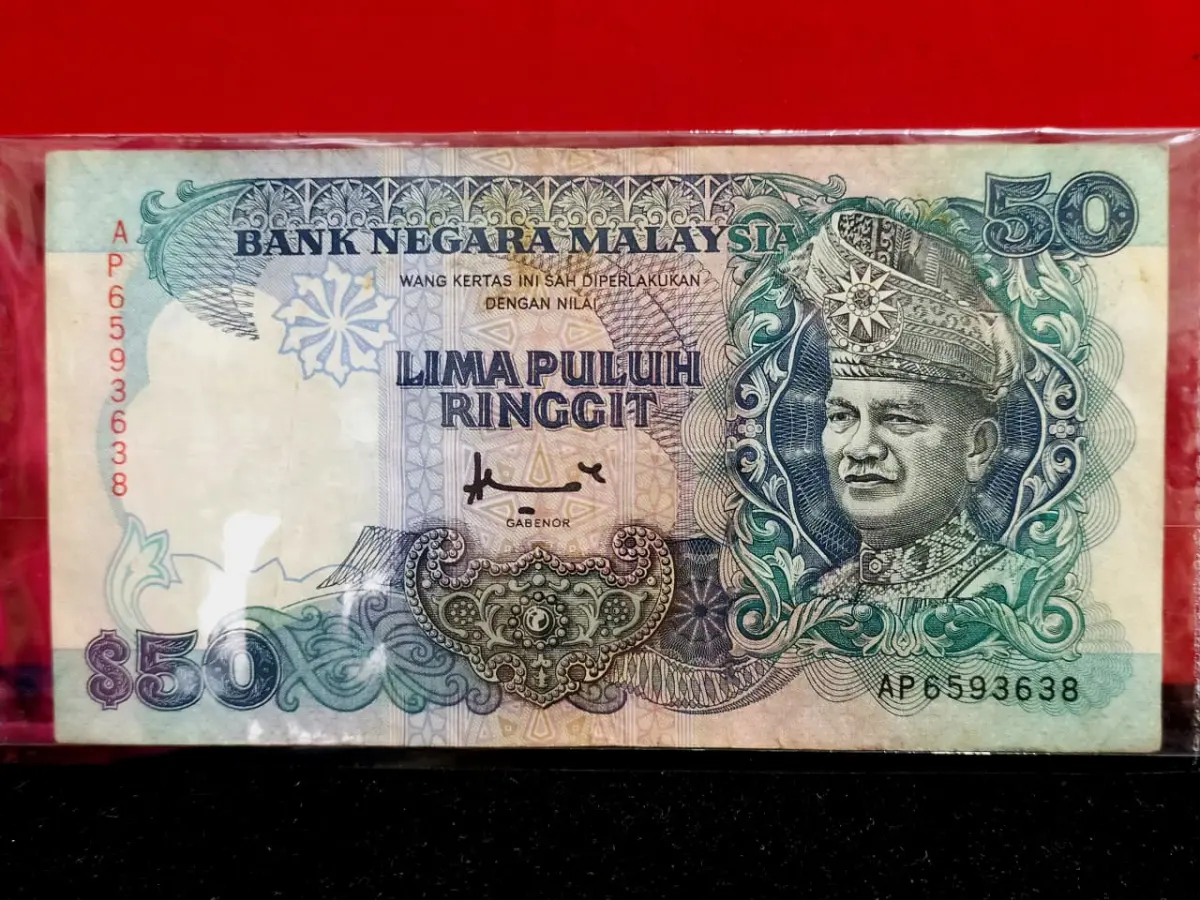 50
BANK NEGARA MALAYSIA
AP6593638
WANG KERTAS INI SAH DIPERLAKUKAN
DENGAN NILAI
LIMA PULUH
RINGGIT
GABENOR
$50
AP6593638